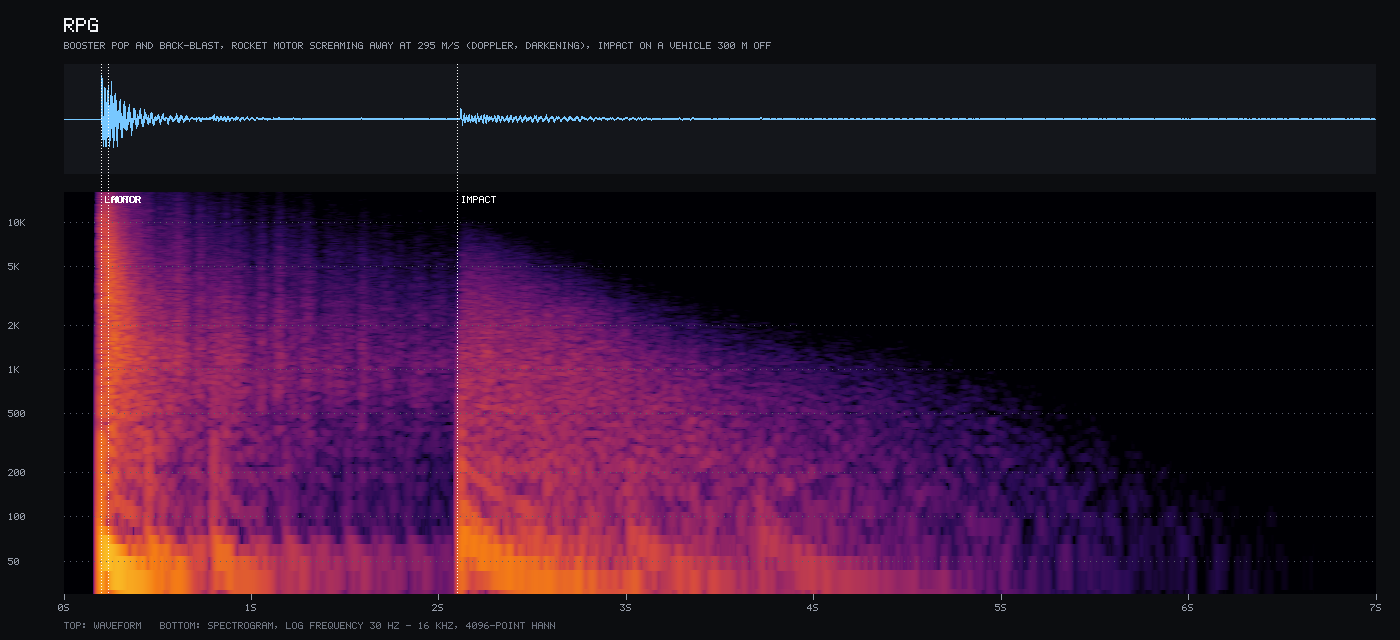 RPG
BOOSTER POP AND BACK-BLAST, ROCKET MOTOR SCREAMING AWAY AT 295 M/S (DOPPLER, DARKENING), IMPACT ON A VEHICLE 300 M OFF
IMPACT
10K
5K
2K
1K
500
200
100
50
0S 1S 2S 3S 4S 5S 6S 7S
TOP: WAVEFORM BOTTOM: SPECTROGRAM, LOG FREQUENCY 30 HZ - 16 KHZ, 4096-POINT HANN